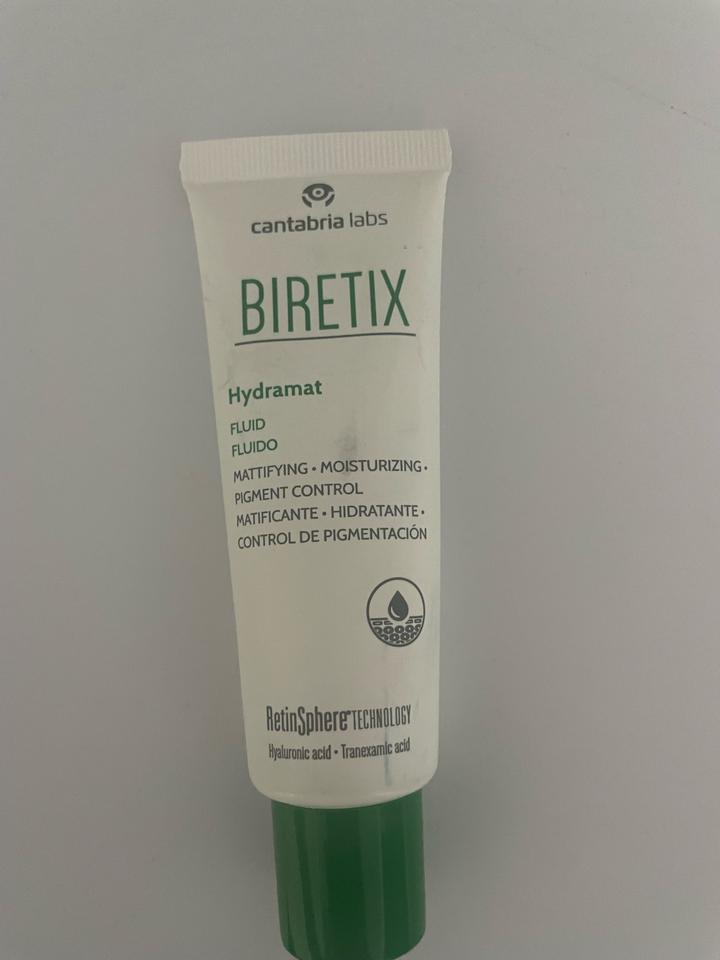 cantabria labs
BIRETIX
Hydramat
FLUID
FLUIDO
MATTIFYING • MOISTURIZING •
PIGMENT CONTROL
MATIFICANTE • HIDRATANTE •
CONTROL DE PIGMENTACIÓN
RetinSphere® TECHNOLOGY
Hyaluronic acid • Tranexamic acid